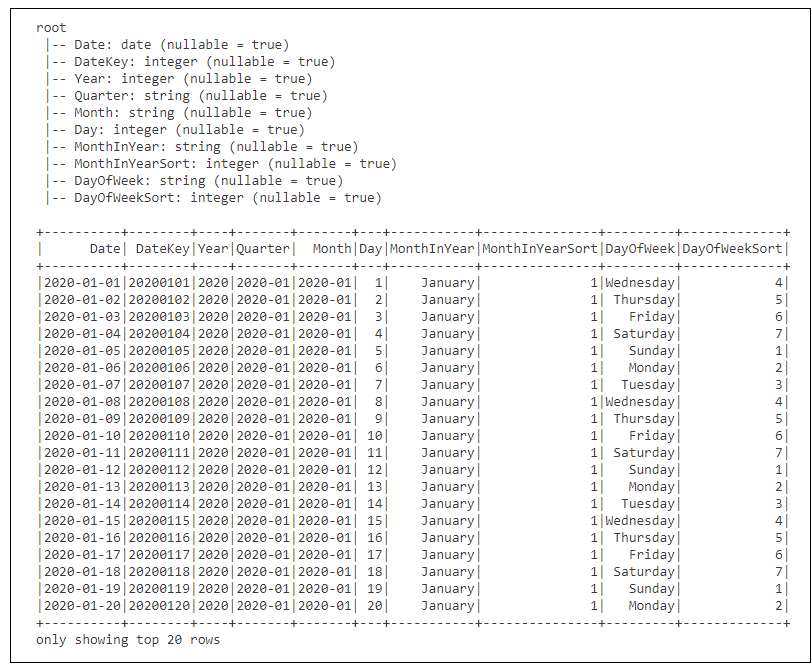 root
 |-- Date: date (nullable = true)
 |-- DateKey: integer (nullable = true)
 |-- Year: integer (nullable = true)
 |-- Quarter: string (nullable = true)
 |-- Month: string (nullable = true)
 |-- Day: integer (nullable = true)
 |-- MonthInYear: string (nullable = true)
 |-- MonthInYearSort: integer (nullable = true)
 |-- DayOfWeek: string (nullable = true)
 |-- DayOfWeekSort: integer (nullable = true)
+----------+--------+----+-------+-------+---+-----------+---------------+---------+-------------+
|      Date| DateKey|Year|Quarter|  Month|Day|MonthInYear|MonthInYearSort|DayOfWeek|DayOfWeekSort|
+----------+--------+----+-------+-------+---+-----------+---------------+---------+-------------+
|2020-01-01|20200101|2020|2020-01|2020-01|  1|    January|              1|Wednesday|            4|
|2020-01-02|20200102|2020|2020-01|2020-01|  2|    January|              1| Thursday|            5|
|2020-01-03|20200103|2020|2020-01|2020-01|  3|    January|              1|   Friday|            6|
|2020-01-04|20200104|2020|2020-01|2020-01|  4|    January|              1| Saturday|            7|
|2020-01-05|20200105|2020|2020-01|2020-01|  5|    January|              1|   Sunday|            1|
|2020-01-06|20200106|2020|2020-01|2020-01|  6|    January|              1|   Monday|            2|
|2020-01-07|20200107|2020|2020-01|2020-01|  7|    January|              1|  Tuesday|            3|
|2020-01-08|20200108|2020|2020-01|2020-01|  8|    January|              1|Wednesday|            4|
|2020-01-09|20200109|2020|2020-01|2020-01|  9|    January|              1| Thursday|            5|
|2020-01-10|20200110|2020|2020-01|2020-01| 10|    January|              1|   Friday|            6|
|2020-01-11|20200111|2020|2020-01|2020-01| 11|    January|              1| Saturday|            7|
|2020-01-12|20200112|2020|2020-01|2020-01| 12|    January|              1|   Sunday|            1|
|2020-01-13|20200113|2020|2020-01|2020-01| 13|    January|              1|   Monday|            2|
|2020-01-14|20200114|2020|2020-01|2020-01| 14|    January|              1|  Tuesday|            3|
|2020-01-15|20200115|2020|2020-01|2020-01| 15|    January|              1|Wednesday|            4|
|2020-01-16|20200116|2020|2020-01|2020-01| 16|    January|              1| Thursday|            5|
|2020-01-17|20200117|2020|2020-01|2020-01| 17|    January|              1|   Friday|            6|
|2020-01-18|20200118|2020|2020-01|2020-01| 18|    January|              1| Saturday|            7|
|2020-01-19|20200119|2020|2020-01|2020-01| 19|    January|              1|   Sunday|            1|
|2020-01-20|20200120|2020|2020-01|2020-01| 20|    January|              1|   Monday|            2|
+----------+--------+----+-------+-------+---+-----------+---------------+---------+-------------+
only showing top 20 rows